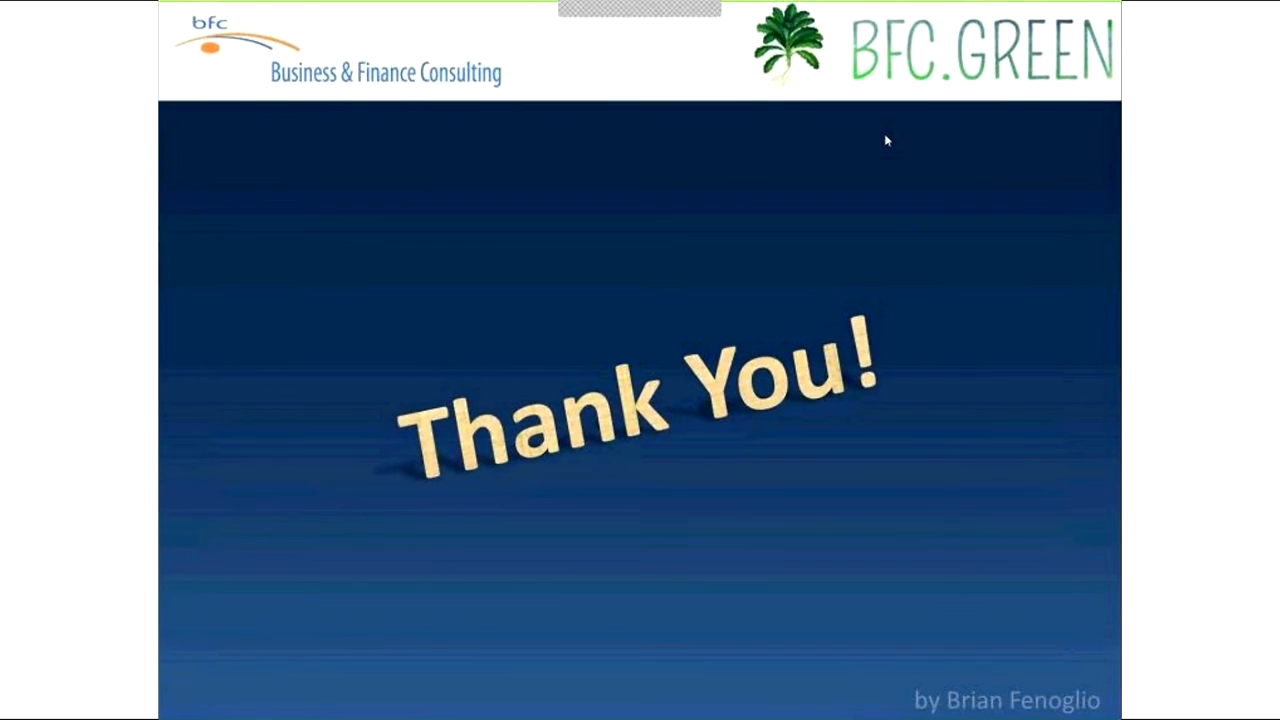 bfc
Business & Finance Consulting
BFC.GREEN
Thank You!
by Brian Fenoglio